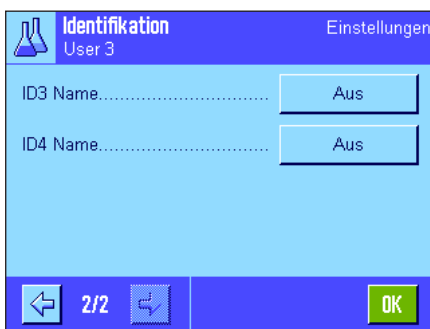 Identifikation Einstellungen
User 3
ID3 Name............................... Aus
ID4 Name............................... Aus
2/2 OK